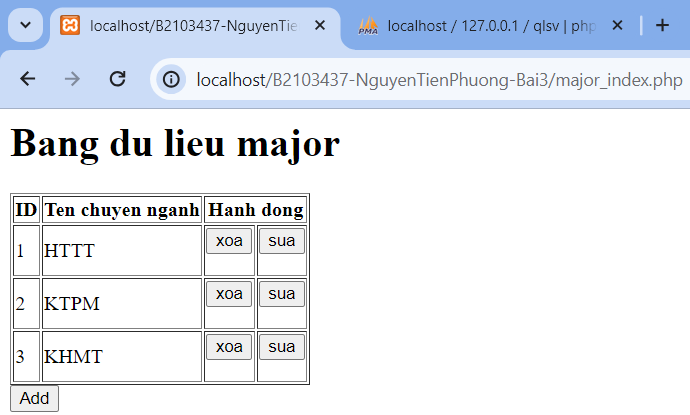 localhost/B2103437-NguyenTie
localhost / 127.0.0.1 / qlsv | php
PMA
localhost/B2103437-NguyenTienPhuong-Bai3/major_index.php
Bang du lieu major
ID Ten chuyen nganh Hanh dong
1 HTTT xoa sua
2 KTPM xoa sua
3 KHMT xoa sua
Add